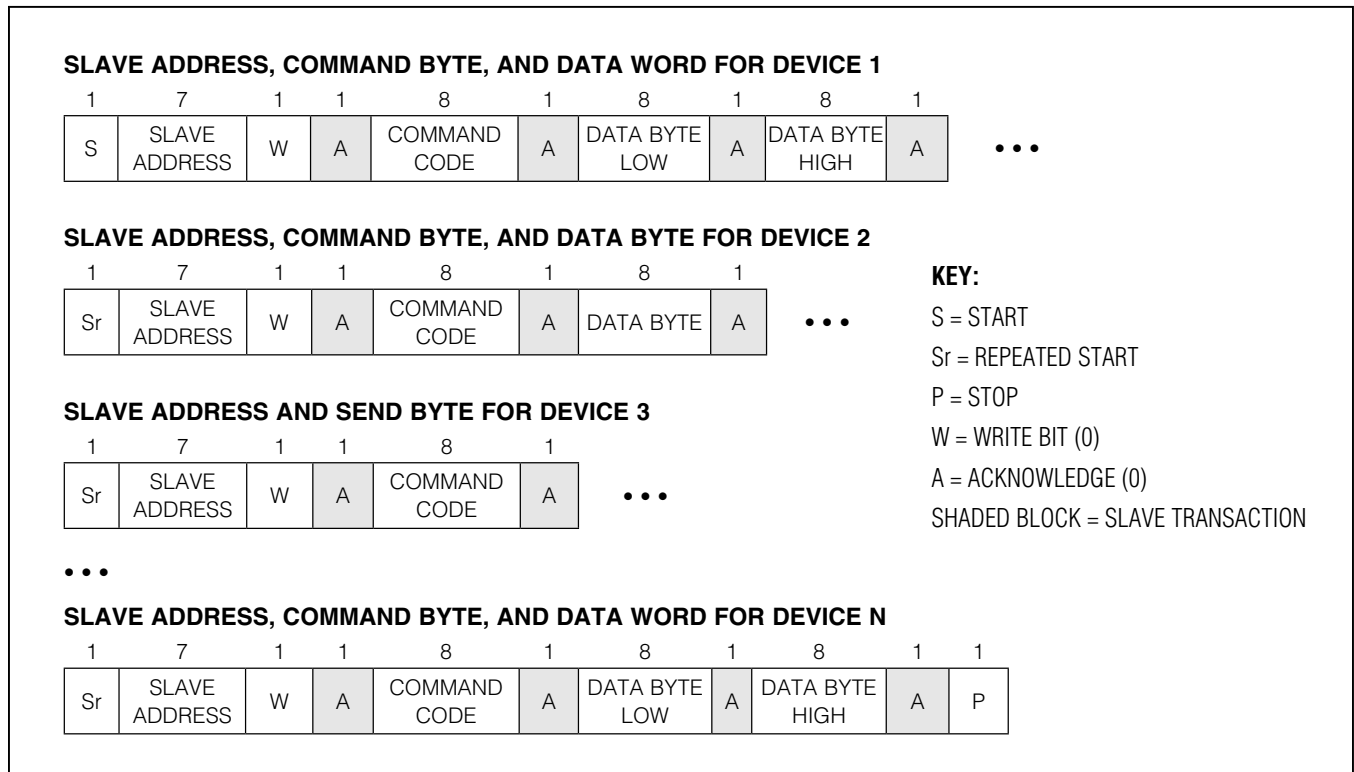 SLAVE ADDRESS, COMMAND BYTE, AND DATA WORD FOR DEVICE 1
1 7 1 1 8 1 8 1 8 1
S SLAVE ADDRESS W A COMMAND CODE A DATA BYTE LOW A DATA BYTE HIGH A •••
SLAVE ADDRESS, COMMAND BYTE, AND DATA BYTE FOR DEVICE 2
1 7 1 1 8 1 8 1
Sr SLAVE ADDRESS W A COMMAND CODE A DATA BYTE A •••
SLAVE ADDRESS AND SEND BYTE FOR DEVICE 3
1 7 1 1 8 1
Sr SLAVE ADDRESS W A COMMAND CODE A •••
•••
SLAVE ADDRESS, COMMAND BYTE, AND DATA WORD FOR DEVICE N
1 7 1 1 8 1 8 1 8 1 1
Sr SLAVE ADDRESS W A COMMAND CODE A DATA BYTE LOW A DATA BYTE HIGH A P
KEY:
S = START
Sr = REPEATED START
P = STOP
W = WRITE BIT (0)
A = ACKNOWLEDGE (0)
SHADED BLOCK = SLAVE TRANSACTION